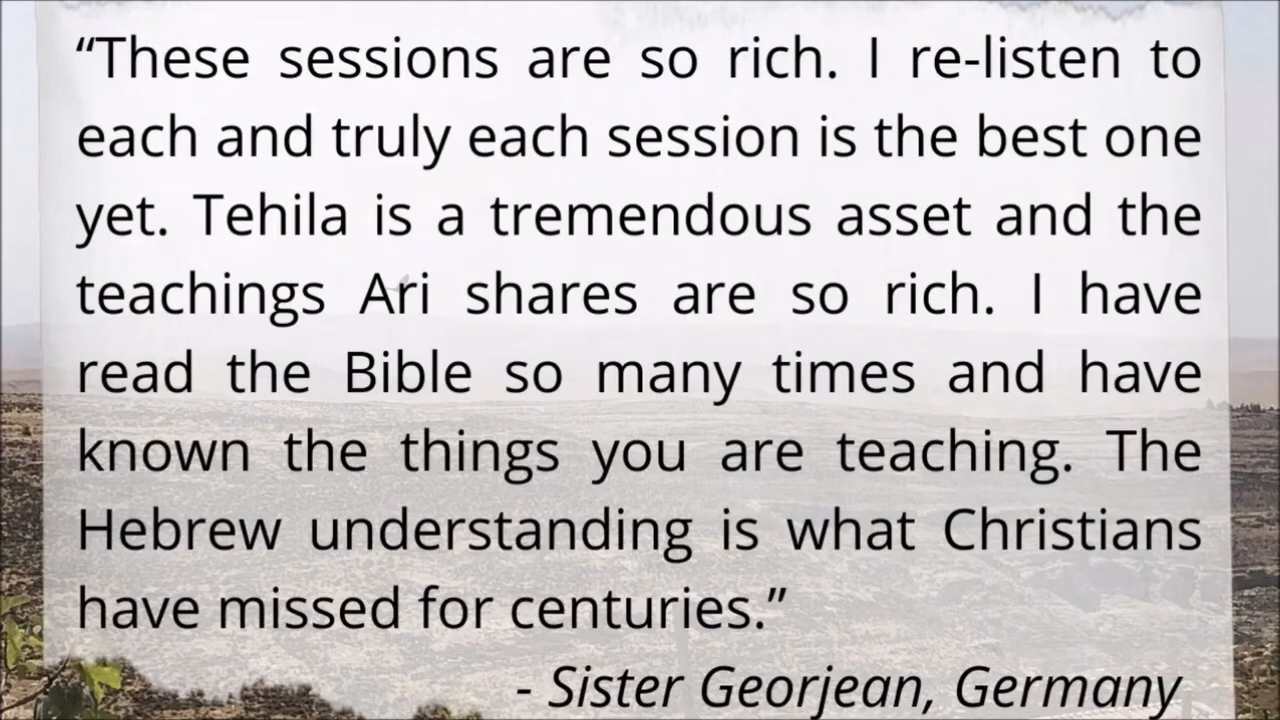 “These sessions are so rich. I re-listen to
each and truly each session is the best one
yet. Tehila is a tremendous asset and the
teachings Ari shares are so rich. I have
read the Bible so many times and have
known the things you are teaching. The
Hebrew understanding is what Christians
have missed for centuries.”
- Sister Georjean, Germany